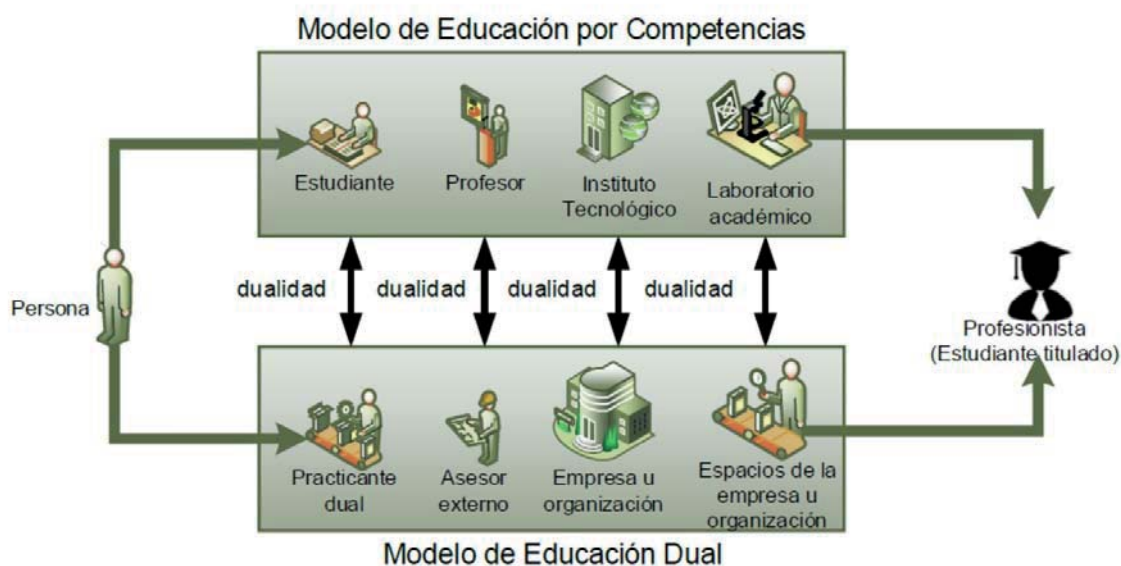 Modelo de Educación por Competencias
Estudiante
Profesor
Instituto
Tecnológico
Laboratorio
académico
dualidad
dualidad
dualidad
dualidad
Persona
Profesionista
(Estudiante titulado)
Practicante
dual
Asesor
externo
Empresa u
organización
Espacios de la
empresa u
organización
Modelo de Educación Dual